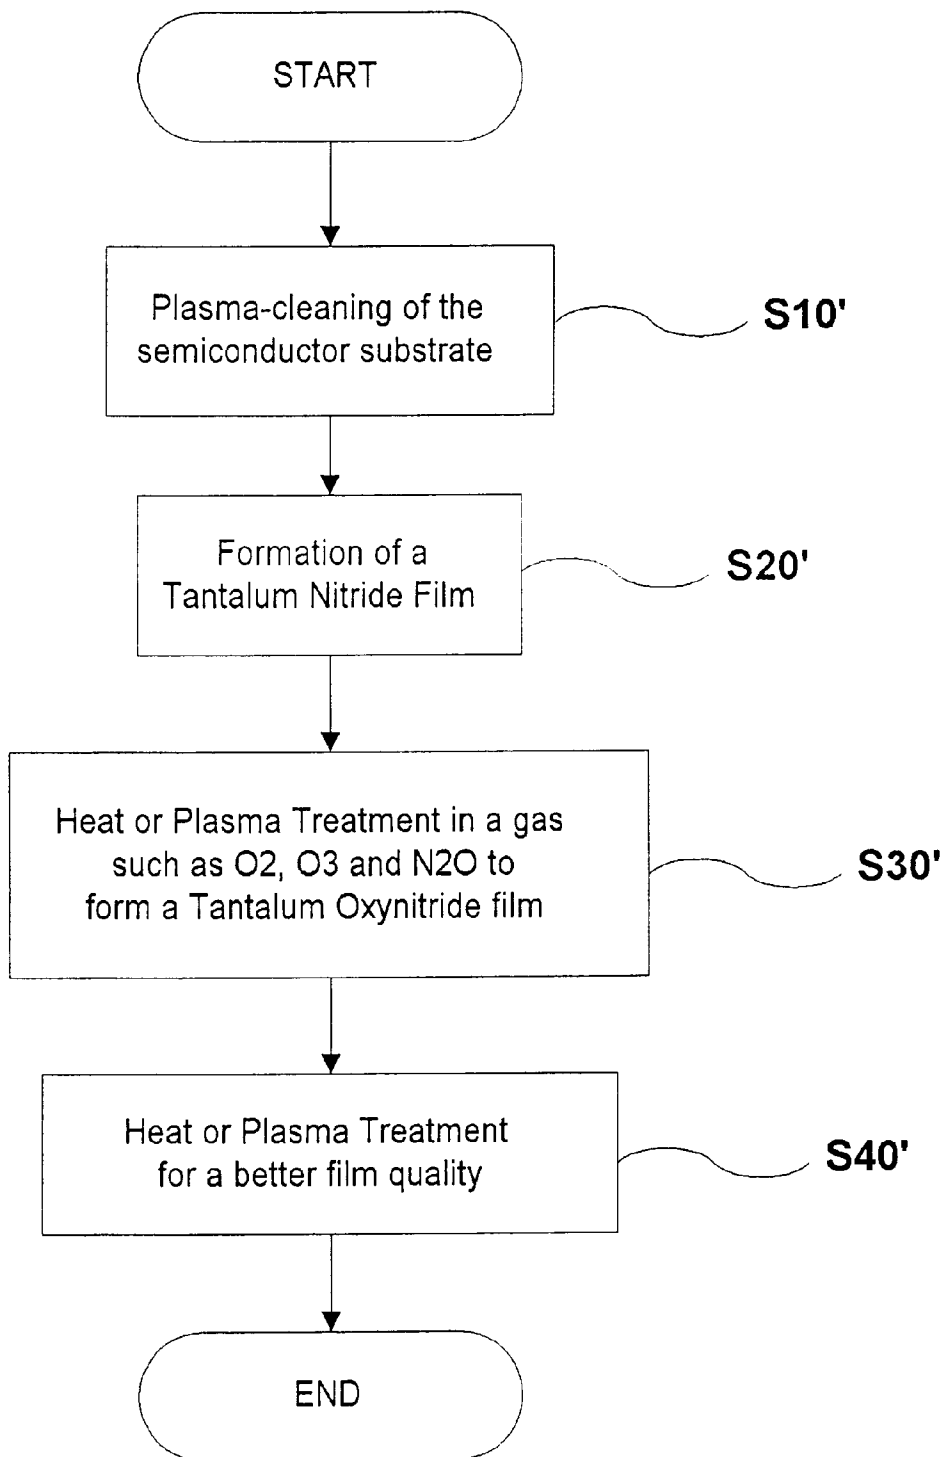 START
Plasma-cleaning of the
semiconductor substrate
S10'
Formation of a
Tantalum Nitride Film
S20'
Heat or Plasma Treatment in a gas
such as O2, O3 and N2O to
form a Tantalum Oxynitride film
S30'
Heat or Plasma Treatment
for a better film quality
S40'
END